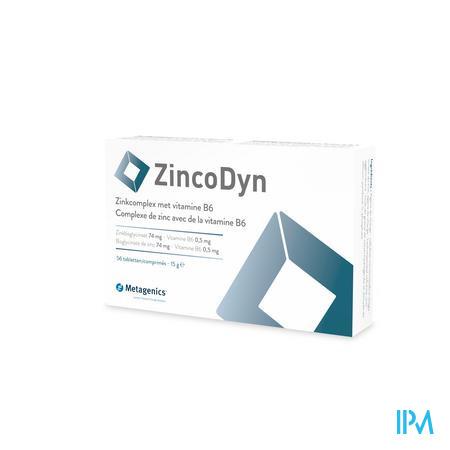 ZincoDyn
Zinkcomplex met vitamine B6
Complexe de zinc avec de la vitamine B6
Zinkbisglycinaat 74 mg - Vitamine B6 0,5 mg
Bisglycinate de zinc 74 mg - Vitamine B6 0,5 mg
56 tabletten/comprimés - 15 g e
Metagenics
IPM